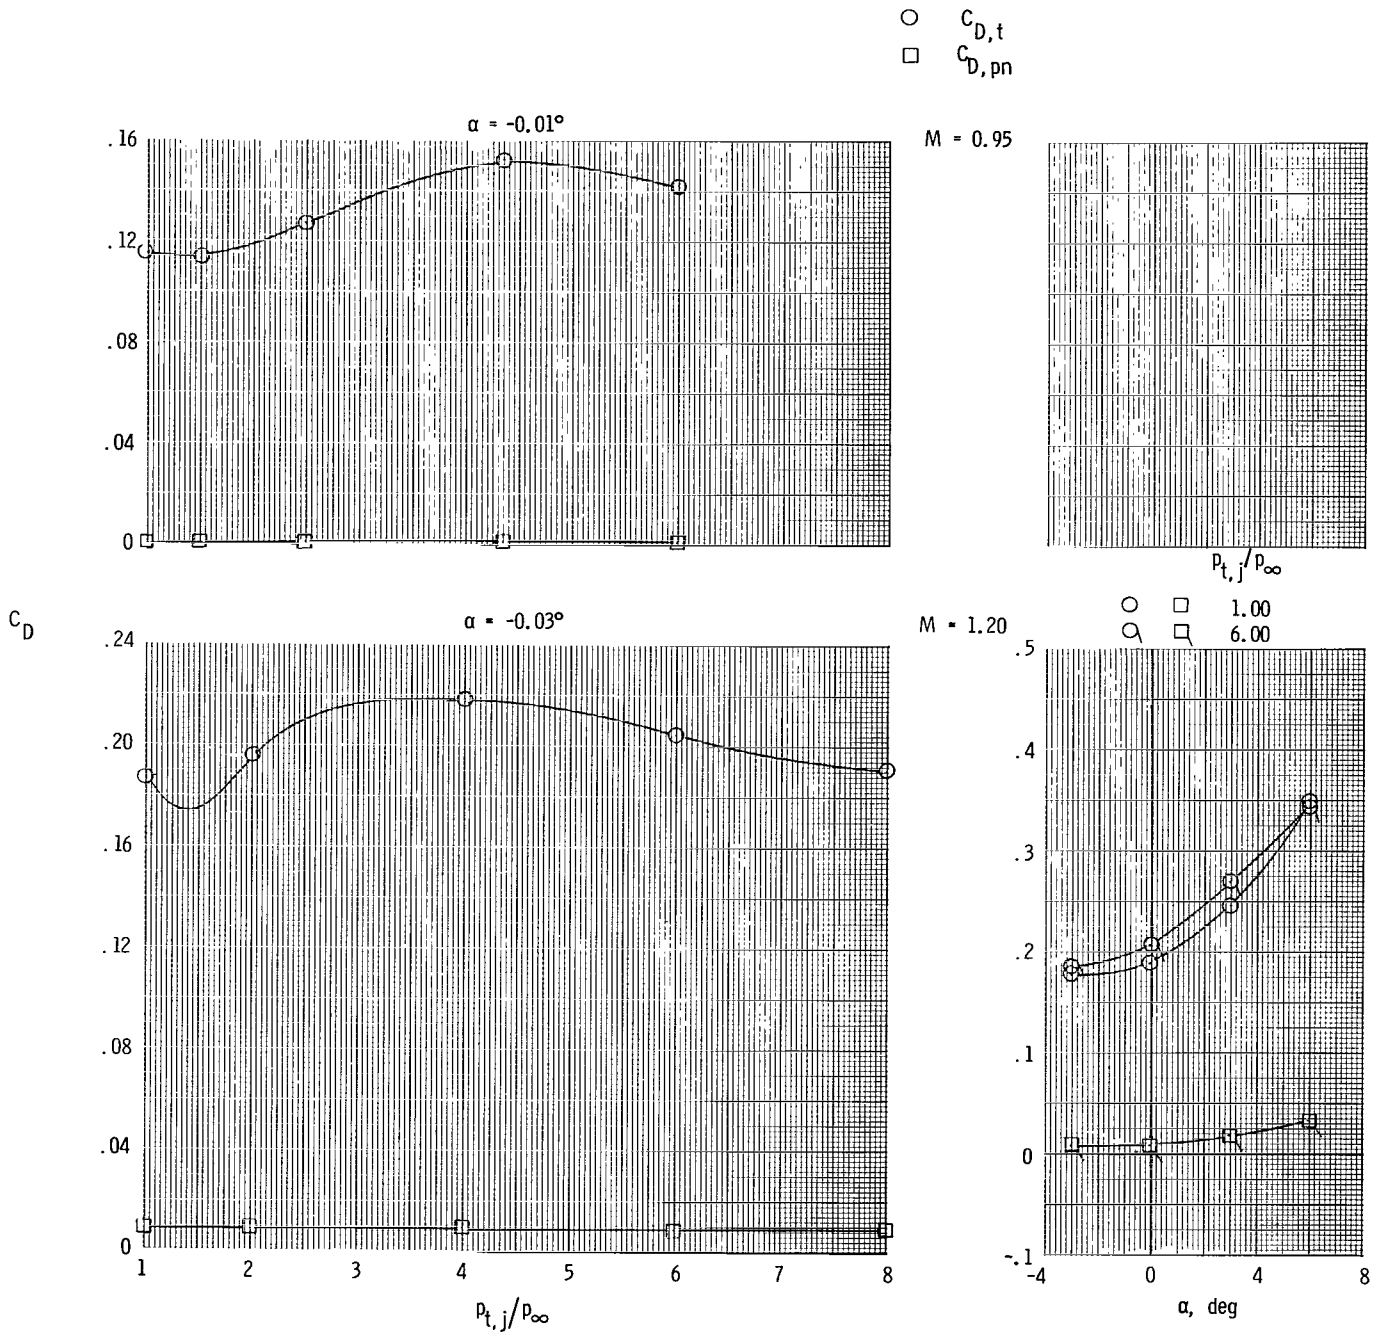 C_D,t
C_D,pn
α = -0.01°
M = 0.95
.16
.12
.08
.04
0
p_t,j/p_∞
C_D
α = -0.03°
M = 1.20
1.00
6.00
.24
.20
.16
.12
.08
.04
0
1 2 3 4 5 6 7 8
p_t,j/p_∞
.5
.4
.3
.2
.1
0
-.1
-4 0 4 8
α, deg